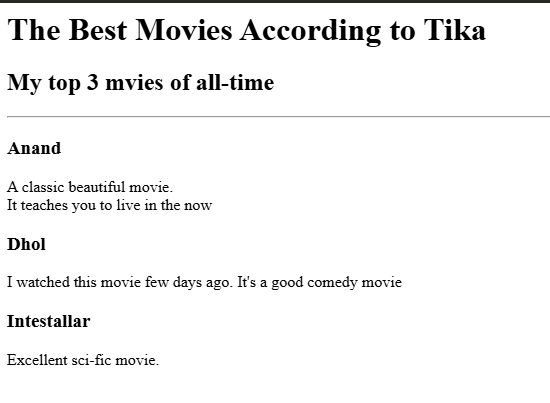 The Best Movies According to Tika
My top 3 mvies of all-time
Anand
A classic beautiful movie.
It teaches you to live in the now
Dhol
I watched this movie few days ago. It's a good comedy movie
Intestallar
Excellent sci-fic movie.